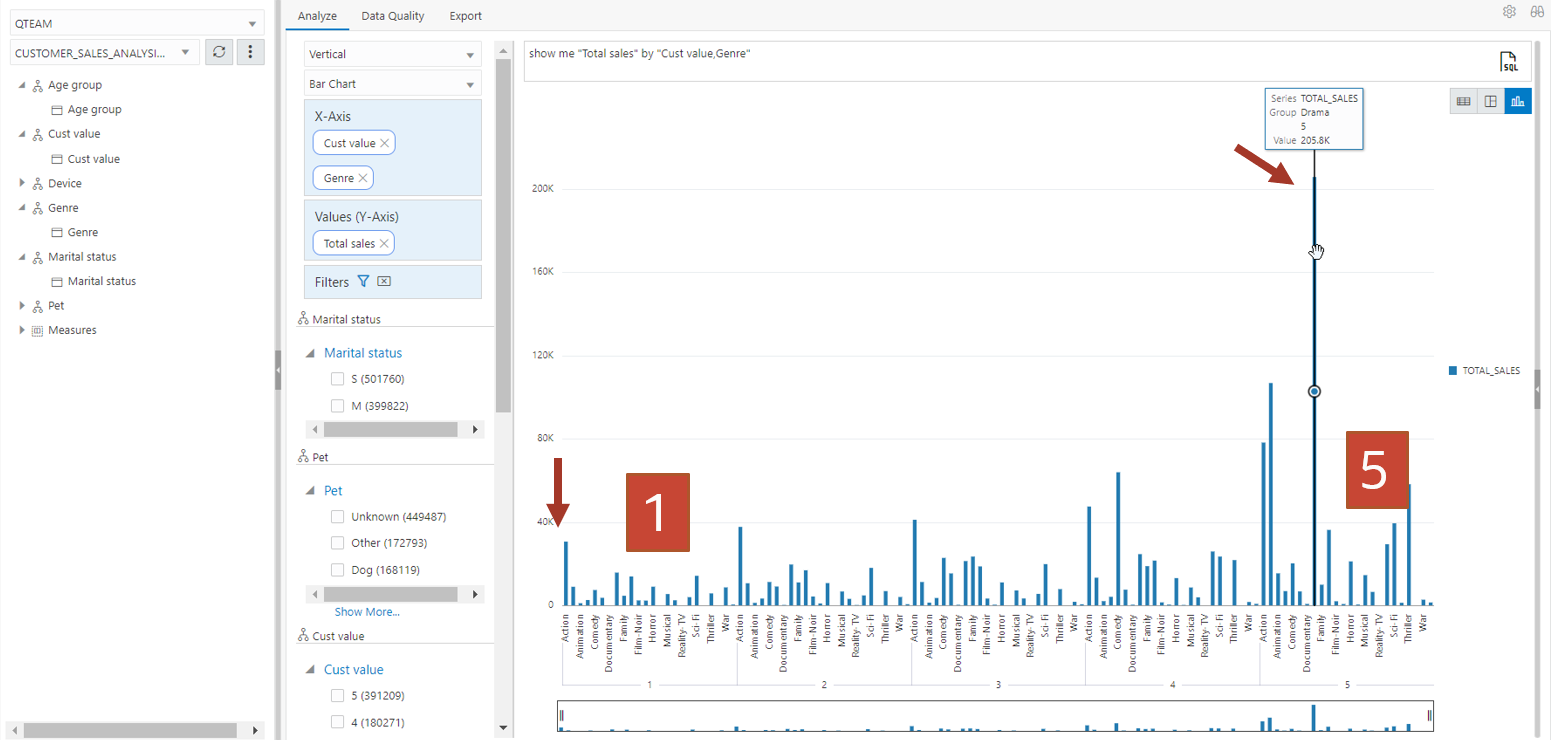 QTEAM
CUSTOMER_SALES_ANALYSI...
Age group
Age group
Cust value
Cust value
Device
Genre
Genre
Marital status
Marital status
Pet
Measures
Analyze Data Quality Export
Vertical
Bar Chart
X-Axis
Cust value
Genre
Values (Y-Axis)
Total sales
Filters
Marital status
Marital status
S (501760)
M (399822)
Pet
Pet
Unknown (449487)
Other (172793)
Dog (168119)
Show More...
Cust value
Cust value
5 (391209)
4 (180271)
show me "Total sales" by "Cust value,Genre"
SQL
Series TOTAL_SALES
Group Drama
5
Value 205.8K
200K
160K
120K
80K
40K
0
1
5
TOTAL_SALES
Action Animation Comedy Documentary Family Film-Noir Horror Musical Reality-TV Sci-Fi Thriller War
Action Animation Comedy Documentary Family Film-Noir Horror Musical Reality-TV Sci-Fi Thriller War
Action Animation Comedy Documentary Family Film-Noir Horror Musical Reality-TV Sci-Fi Thriller War
Action Animation Comedy Documentary Family Film-Noir Horror Musical Reality-TV Sci-Fi Thriller War
Action Animation Comedy Documentary Family Film-Noir Horror Musical Reality-TV Sci-Fi Thriller War
1 2 3 4 5